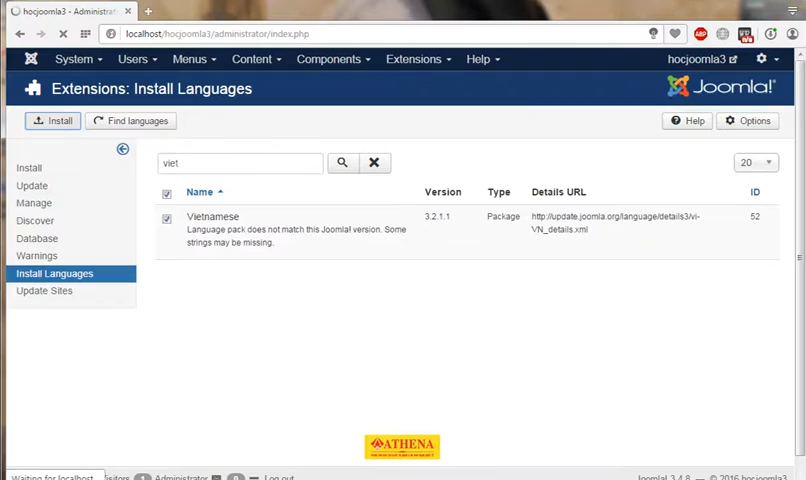 hocjoomla3 - Administra
localhost/hocjoomla3/administrator/index.php
System Users Menus Content Components Extensions Help hocjoomla3
Extensions: Install Languages Joomla!
Install Find languages Help Options
Install
Update
Manage
Discover
Database
Warnings
Install Languages
Update Sites
viet 20
Name Version Type Details URL ID
Vietnamese 3.2.1.1 Package http://update.joomla.org/language/details3/vi-VN_details.xml 52
Language pack does not match this Joomla! version. Some
strings may be missing.
ATHENA
Waiting for localhost... Visitors 1 Administrator 0 Log out Joomla! 3.4.8 — © 2016 hocjoomla3